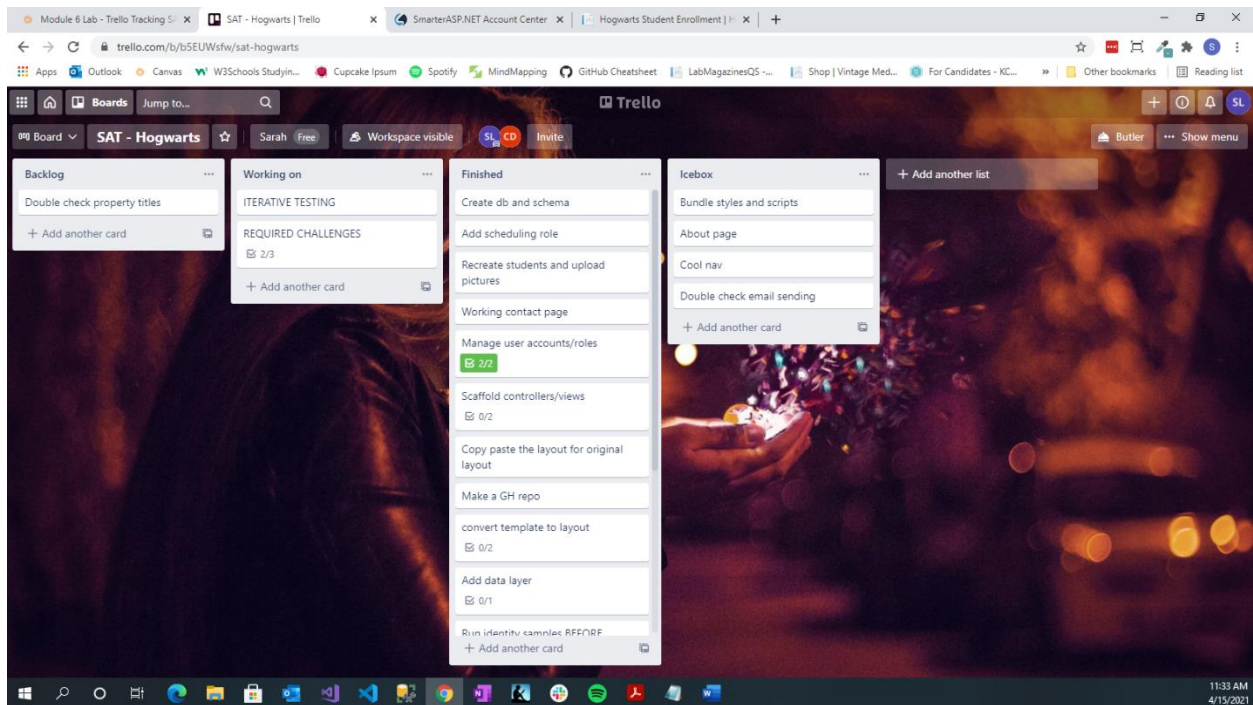 Module 6 Lab - Trello Tracking SA
SAT - Hogwarts | Trello
SmarterASP.NET Account Center
Hogwarts Student Enrollment | H
trello.com/b/b5EUWsfw/sat-hogwarts
S
Apps
Outlook
Canvas
W3Schools Studyin...
Cupcake Ipsum
Spotify
MindMapping
GitHub Cheatsheet
LabMagazinesQS -...
Shop | Vintage Med...
For Candidates - KC...
»
Other bookmarks
Reading list
Boards
Jump to...
Trello
SL
Board
SAT - Hogwarts
Sarah Free
Workspace visible
SL
CD
Invite
Butler
... Show menu
Backlog ...
Double check property titles
+ Add another card
Working on ...
ITERATIVE TESTING
REQUIRED CHALLENGES
2/3
+ Add another card
Finished ...
Create db and schema
Add scheduling role
Recreate students and upload
pictures
Working contact page
Manage user accounts/roles
2/2
Scaffold controllers/views
0/2
Copy paste the layout for original
layout
Make a GH repo
convert template to layout
0/2
Add data layer
0/1
Run identity samples BEFORE
+ Add another card
Icebox ...
Bundle styles and scripts
About page
Cool nav
Double check email sending
+ Add another card
+ Add another list
11:33 AM
4/15/2021